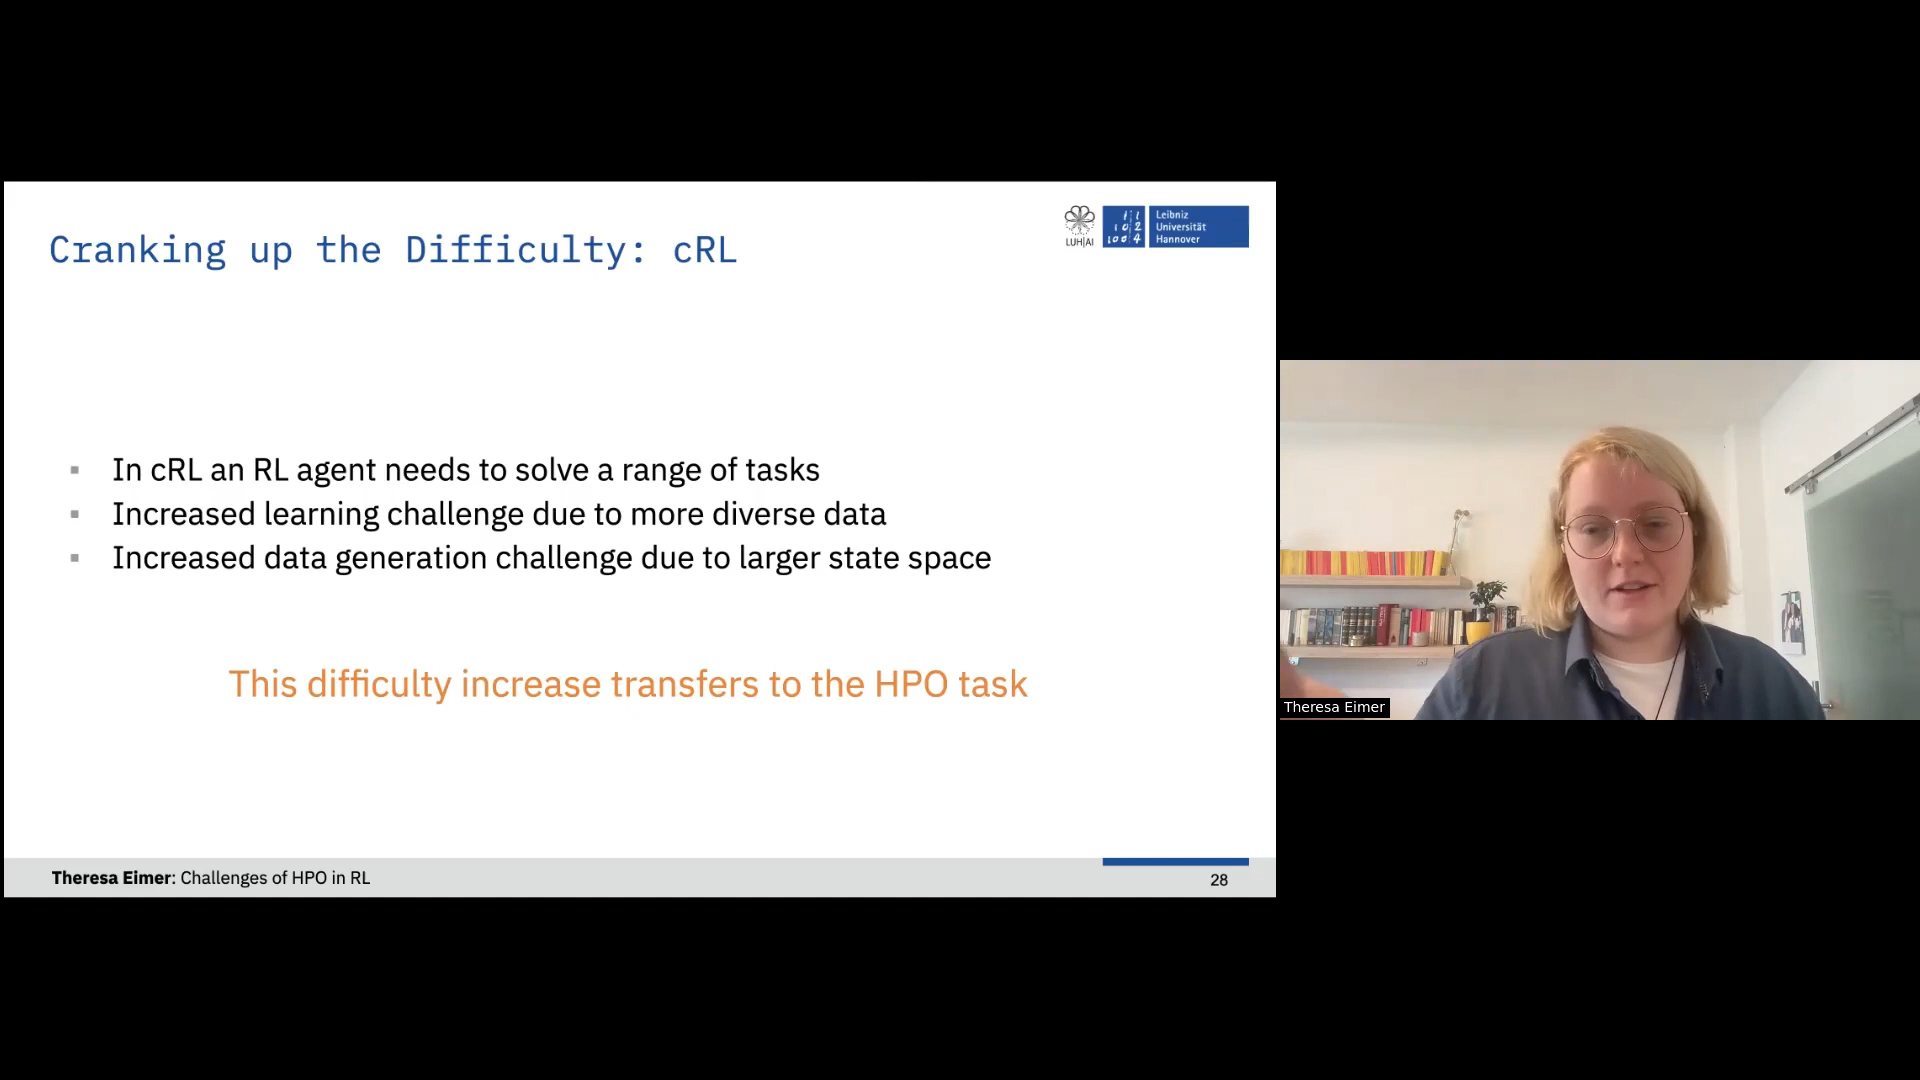 Cranking up the Difficulty: cRL
LUH|AI
Leibniz
Universität
Hannover
In cRL an RL agent needs to solve a range of tasks
Increased learning challenge due to more diverse data
Increased data generation challenge due to larger state space
This difficulty increase transfers to the HPO task
Theresa Eimer: Challenges of HPO in RL
28
Theresa Eimer